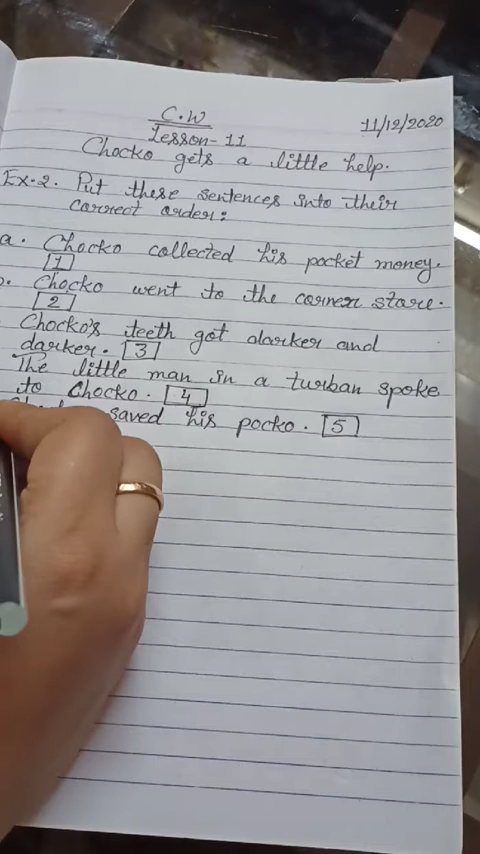 C.W
11/12/2020
Lesson-11
Chocko gets a little help.
Ex.2. Put these sentences into their
correct order:
a. Chocko collected his pocket money.
[1]
Chocko went to the corner store.
[2]
Chocko's teeth got darker and
darker. [3]
The little man in a turban spoke
to Chocko. [4]
saved his pocko. [5]